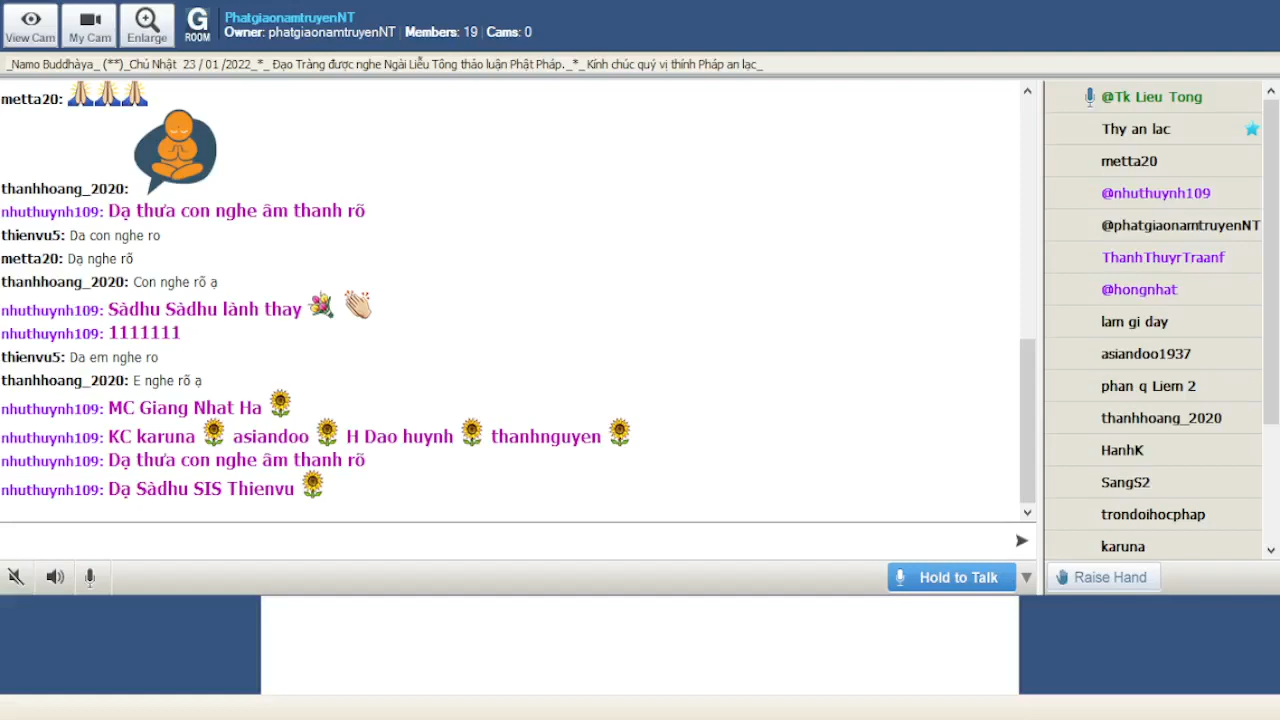 View Cam
My Cam
Enlarge
G
ROOM
PhatgiaonamtruyenNT
Owner: phatgiaonamtruyenNT | Members: 19 | Cams: 0
_Namo Buddhàya_ (**)_Chủ Nhật 23 / 01 /2022_*_ Đạo Tràng được nghe Ngài Liễu Tông thảo luận Phật Pháp._*_ Kính chúc quý vị thính Pháp an lạc_
metta20:
thanhhoang_2020:
nhuthuynh109: Dạ thưa con nghe âm thanh rõ
thienvu5: Da con nghe ro
metta20: Dạ nghe rõ
thanhhoang_2020: Con nghe rõ ạ
nhuthuynh109: Sàdhu Sàdhu lành thay
nhuthuynh109: 1111111
thienvu5: Da em nghe ro
thanhhoang_2020: E nghe rõ ạ
nhuthuynh109: MC Giang Nhat Ha
nhuthuynh109: KC karuna asiandoo H Dao huynh thanhnguyen
nhuthuynh109: Dạ thưa con nghe âm thanh rõ
nhuthuynh109: Dạ Sàdhu SIS Thienvu
Hold to Talk
@Tk Lieu Tong
Thy an lac
metta20
@nhuthuynh109
@phatgiaonamtruyenNT
ThanhThuyrTraanf
@hongnhat
lam gi day
asiandoo1937
phan q Liem 2
thanhhoang_2020
HanhK
SangS2
trondoihocphap
karuna
Raise Hand